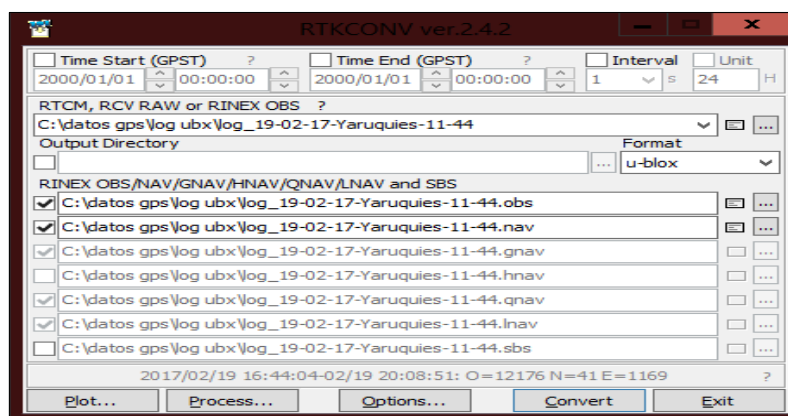 RTKCONV ver.2.4.2
Time Start (GPST) ? Time End (GPST) ? Interval Unit
2000/01/01 00:00:00 2000/01/01 00:00:00 1 s 24 H
RTCM, RCV RAW or RINEX OBS ?
C:\datos gps\log ubx\log_19-02-17-Yaruquies-11-44 ...
Output Directory Format
... u-blox
RINEX OBS/NAV/GNAV/HNAV/QNAV/LNAV and SBS
C:\datos gps\log ubx\log_19-02-17-Yaruquies-11-44.obs ...
C:\datos gps\log ubx\log_19-02-17-Yaruquies-11-44.nav ...
C:\datos gps\log ubx\log_19-02-17-Yaruquies-11-44.gnav ...
C:\datos gps\log ubx\log_19-02-17-Yaruquies-11-44.hnav ...
C:\datos gps\log ubx\log_19-02-17-Yaruquies-11-44.qnav ...
C:\datos gps\log ubx\log_19-02-17-Yaruquies-11-44.lnav ...
C:\datos gps\log ubx\log_19-02-17-Yaruquies-11-44.sbs ...
2017/02/19 16:44:04-02/19 20:08:51: O=12176 N=41 E=1169 ?
Plot... Process... Options... Convert Exit